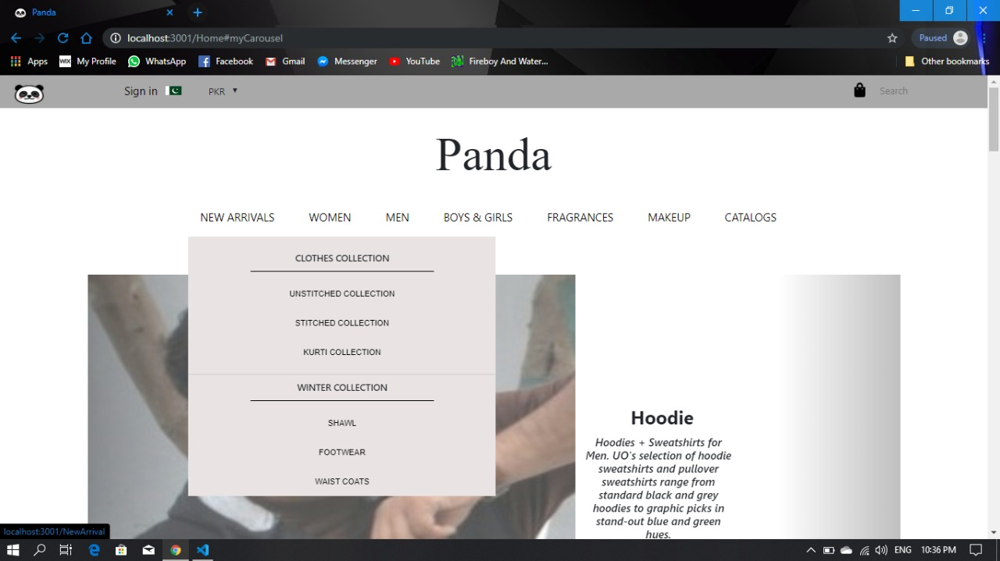 Panda
localhost:3001/Home#myCarousel
Paused
Apps
WiX My Profile
WhatsApp
Facebook
Gmail
Messenger
YouTube
Fireboy And Water...
Other bookmarks
Sign in
PKR ▼
Search
Panda
NEW ARRIVALS
WOMEN
MEN
BOYS & GIRLS
FRAGRANCES
MAKEUP
CATALOGS
CLOTHES COLLECTION
UNSTITCHED COLLECTION
STITCHED COLLECTION
KURTI COLLECTION
WINTER COLLECTION
SHAWL
FOOTWEAR
WAIST COATS
Hoodie
Hoodies + Sweatshirts for
Men. UO's selection of hoodie
sweatshirts and pullover
sweatshirts range from
standard black and grey
hoodies to graphic picks in
stand-out blue and green
hues.
localhost:3001/NewArrival
ENG
10:36 PM